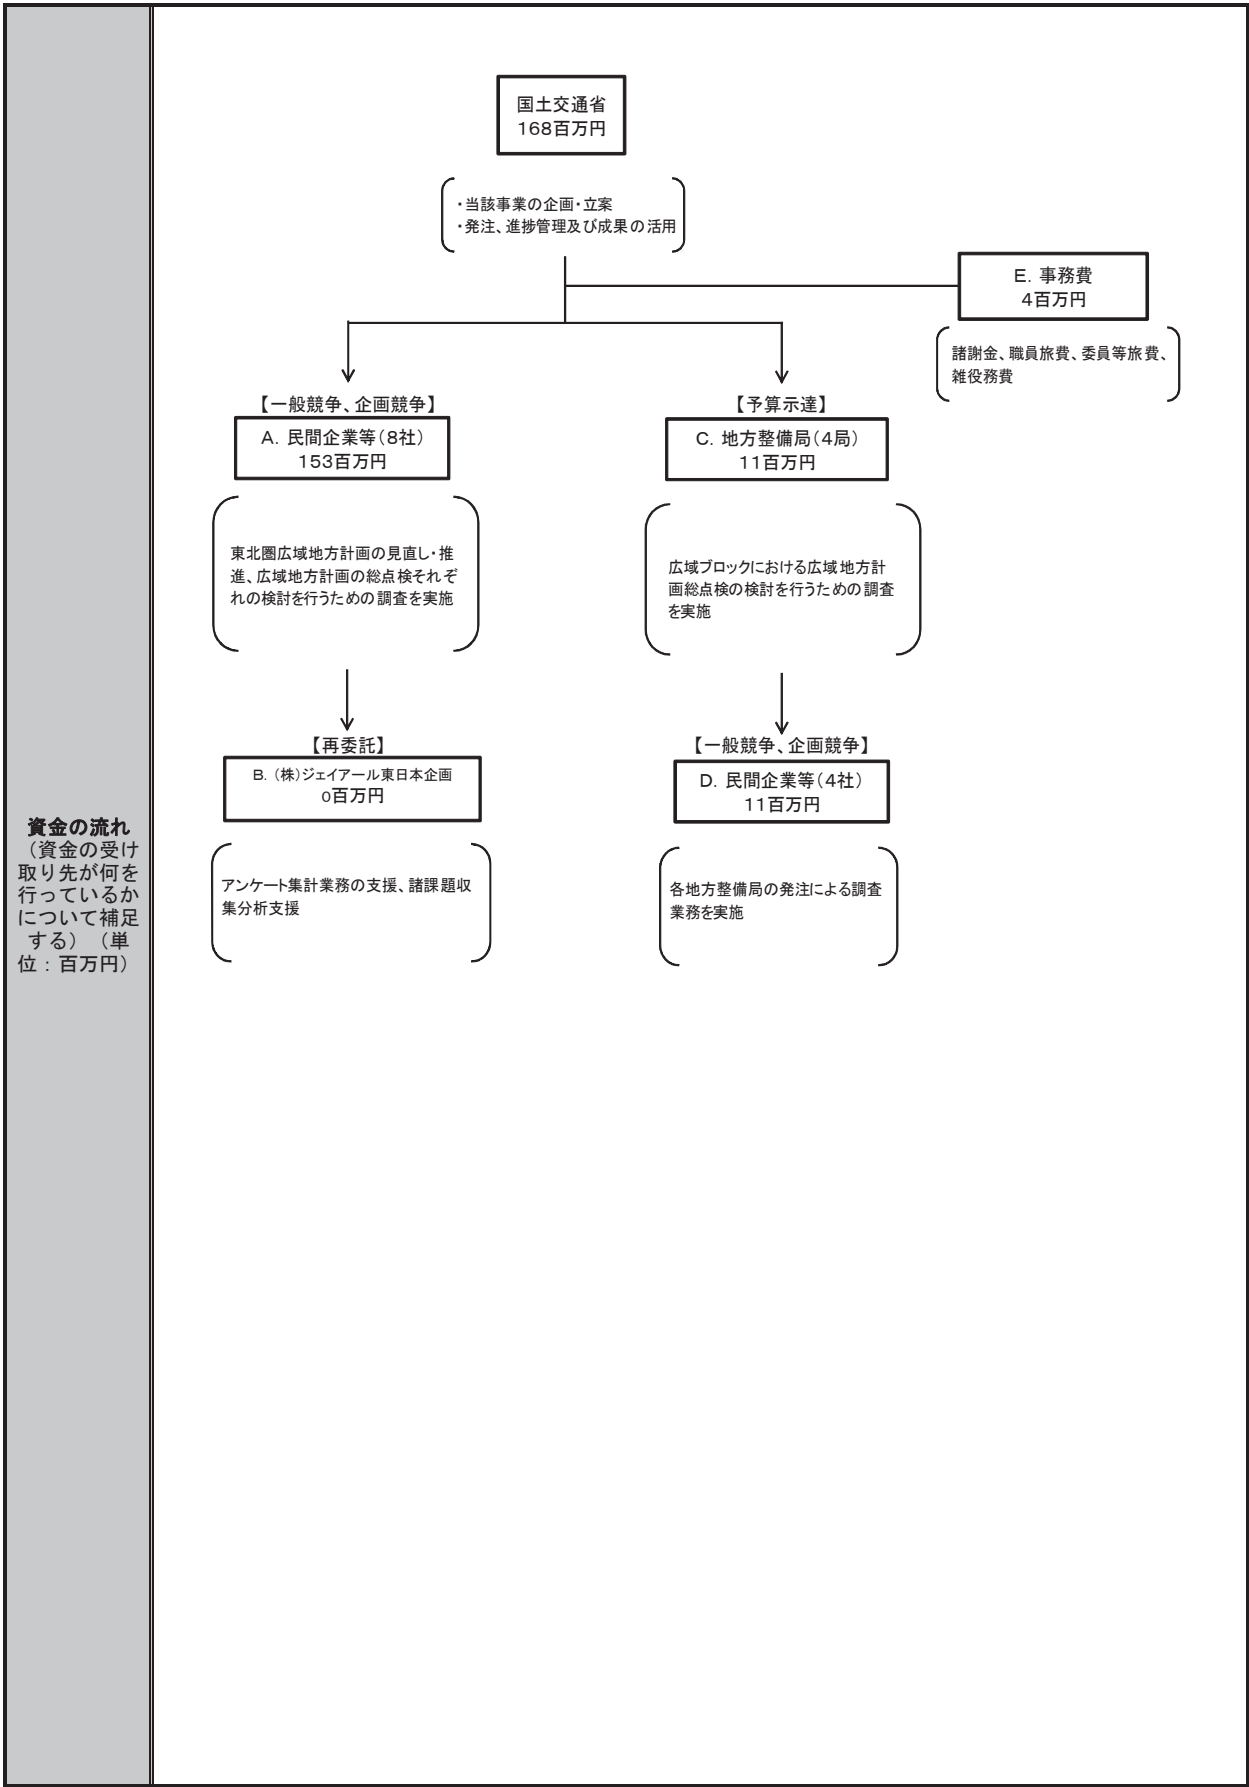 国土交通省
168百万円
・当該事業の企画・立案
・発注、進捗管理及び成果の活用
E. 事務費
4百万円
諸謝金、職員旅費、委員等旅費、
雑役務費
【一般競争、企画競争】
A. 民間企業等（8社）
153百万円
東北圏広域地方計画の見直し・推
進、広域地方計画の総点検それぞ
れの検討を行うための調査を実施
【予算示達】
C. 地方整備局（4局）
11百万円
広域ブロックにおける広域地方計
画総点検の検討を行うための調査
を実施
【再委託】
B. （株）ジェイアール東日本企画
0百万円
アンケート集計業務の支援、諸課題収
集分析支援
【一般競争、企画競争】
D. 民間企業等（4社）
11百万円
各地方整備局の発注による調査
業務を実施
資金の流れ
（資金の受け
取り先が何を
行っているか
について補足
する）（単
位：百万円）